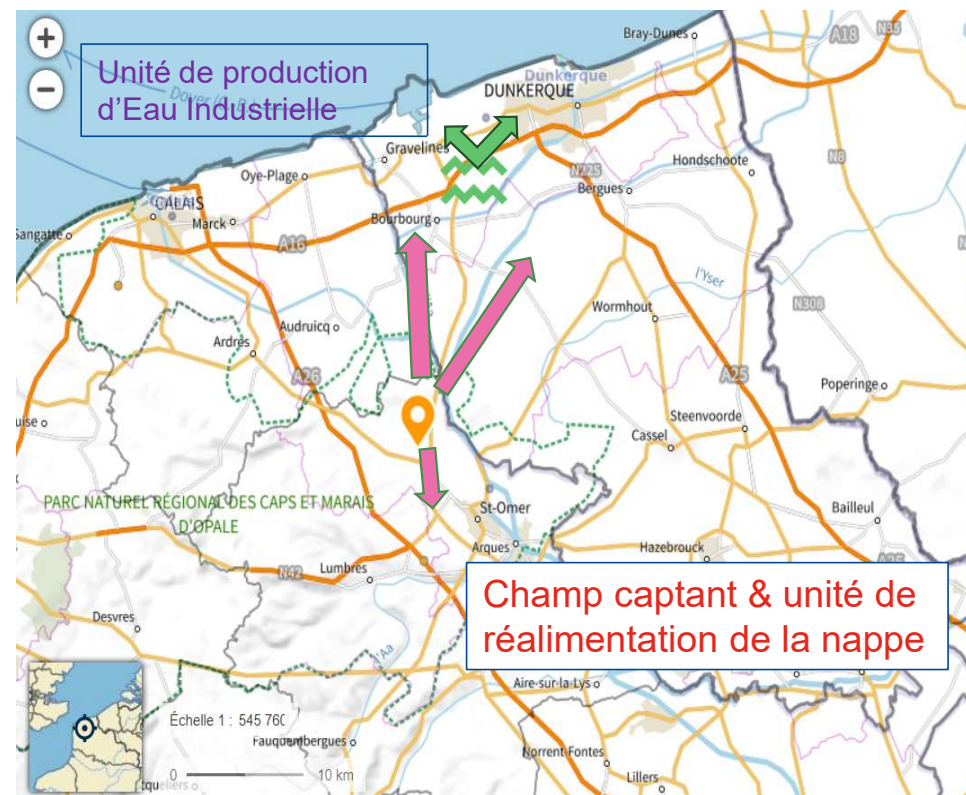 +
−
Unité de production
d'Eau Industrielle
Bray-Dunes
A18
N35
Dunkerque
DUNKERQUE
Gravelines
Hondschoote
N8
Oye-Plage
N225
Bergues
CALAIS
Marck
Bourbourg
Sangatte
A16
l'Yser
Wormhout
N308
Audruicq
Ardres
A26
A25
Poperinge
Steenvoorde
Cassel
PARC NATUREL RÉGIONAL DES CAPS ET MARAIS
D'OPALE
St-Omer
Bailleul
Arques
Hazebrouck
A25
N42
Lumbres
Champ captant & unité de
réalimentation de la nappe
Desvres
l'Aa
Aire-sur-la-Lys
Échelle 1 : 545 760
Fauquembergues
Norrent-Fontes
0
10 km
Lillers